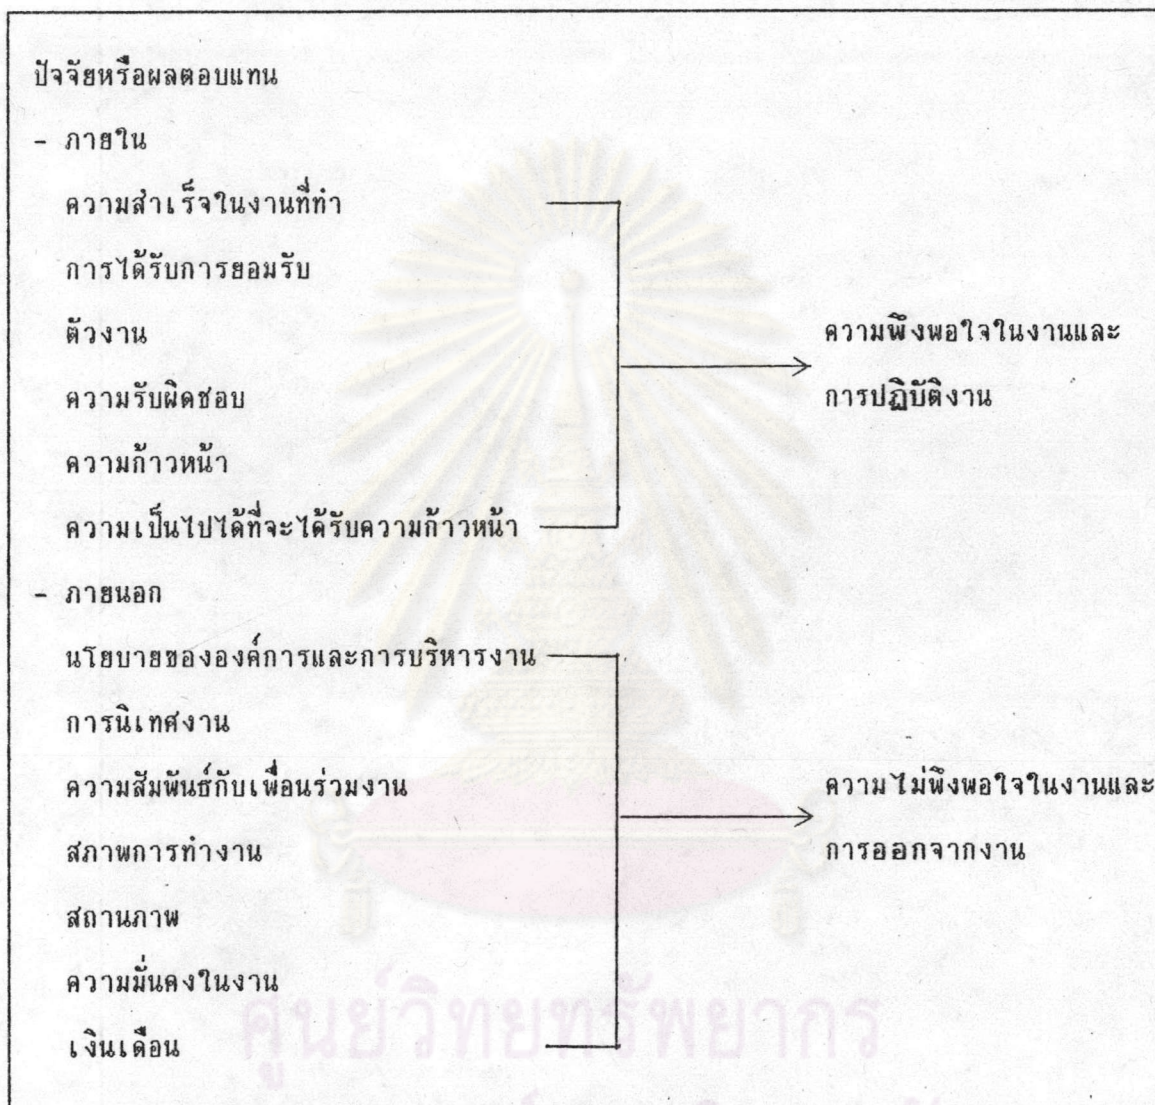 ปัจจัยหรือผลตอบแทน
- ภายใน
ความสำเร็จในงานที่ทำ
การได้รับการยอมรับ
ตัวงาน
ความรับผิดชอบ
ความก้าวหน้า
ความเป็นไปได้ที่จะได้รับความก้าวหน้า
ความพึงพอใจในงานและ
การปฏิบัติงาน
- ภายนอก
นโยบายขององค์การและการบริหารงาน
การนิเทศงาน
ความสัมพันธ์กับเพื่อนร่วมงาน
สภาพการทำงาน
สถานภาพ
ความมั่นคงในงาน
เงินเดือน
ความไม่พึงพอใจในงานและ
การออกจากงาน
ศูนย์วิทยทรัพยากร